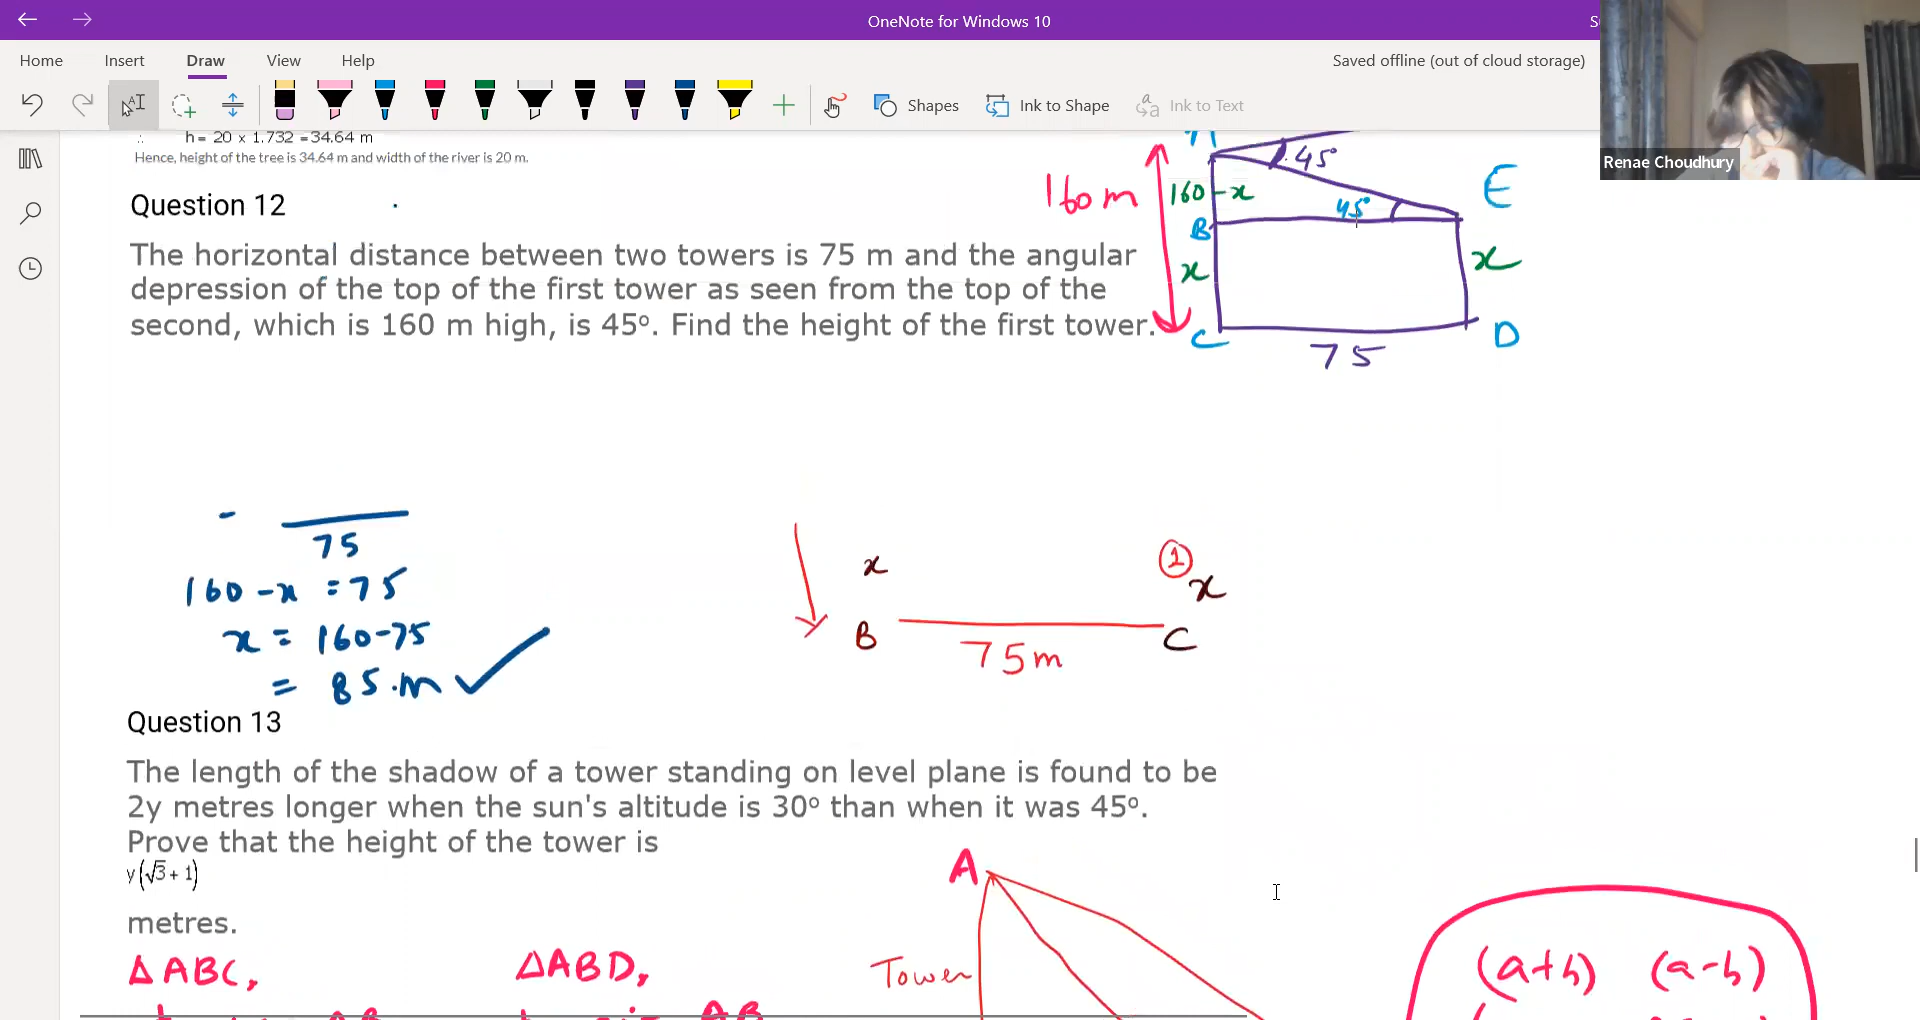 OneNote for Windows 10
Home Insert Draw View Help
Saved offline (out of cloud storage)
Shapes Ink to Shape Ink to Text
Renae Choudhury
∴ h = 20 x 1.732 = 34.64 m
Hence, height of the tree is 34.64 m and width of the river is 20 m.
Question 12
The horizontal distance between two towers is 75 m and the angular
depression of the top of the first tower as seen from the top of the
second, which is 160 m high, is 45°. Find the height of the first tower.
45°
160 m
160 - x
45°
E
B
x
x
C
D
75
75
160 - x = 75
x = 160 - 75
= 85.m
x
1
x
B
C
75m
Question 13
The length of the shadow of a tower standing on level plane is found to be
2y metres longer when the sun's altitude is 30° than when it was 45°.
Prove that the height of the tower is
y(√3 + 1)
metres.
A
Tower
Δ ABC,
ΔABD,
AB
AB
(a+b) (a-b)